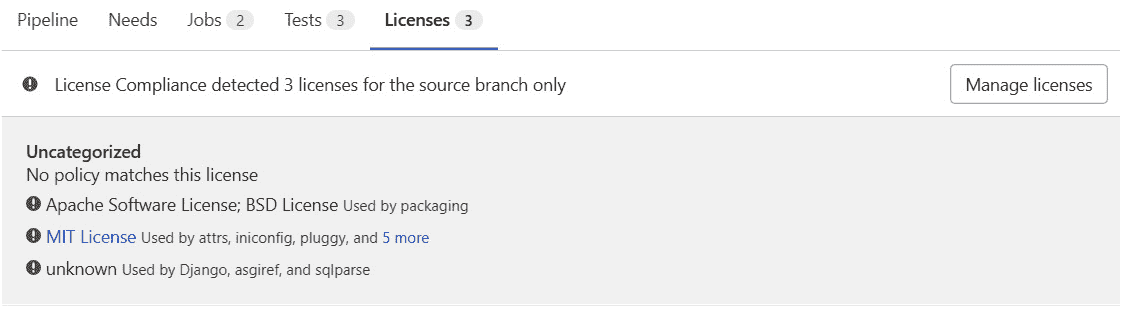 Pipeline Needs Jobs 2 Tests 3 Licenses 3
License Compliance detected 3 licenses for the source branch only Manage licenses
Uncategorized
No policy matches this license
Apache Software License; BSD License Used by packaging
MIT License Used by attrs, iniconfig, pluggy, and 5 more
unknown Used by Django, asgiref, and sqlparse